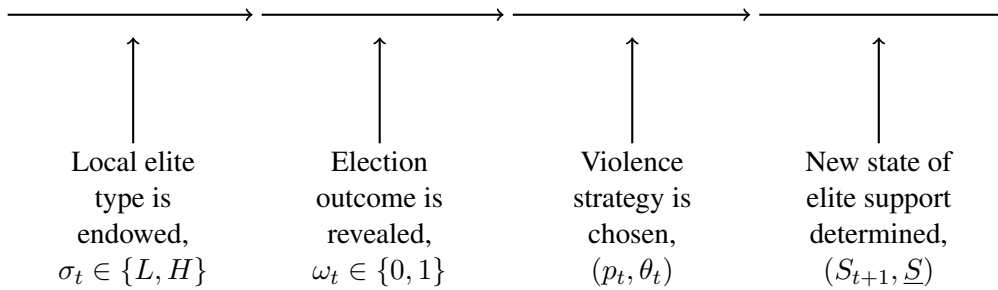 Local elite
type is
endowed,
σ_t ∈ {L, H}
Election
outcome is
revealed,
ω_t ∈ {0, 1}
Violence
strategy is
chosen,
(p_t, θ_t)
New state of
elite support
determined,
(S_{t+1}, <u>S</u>)